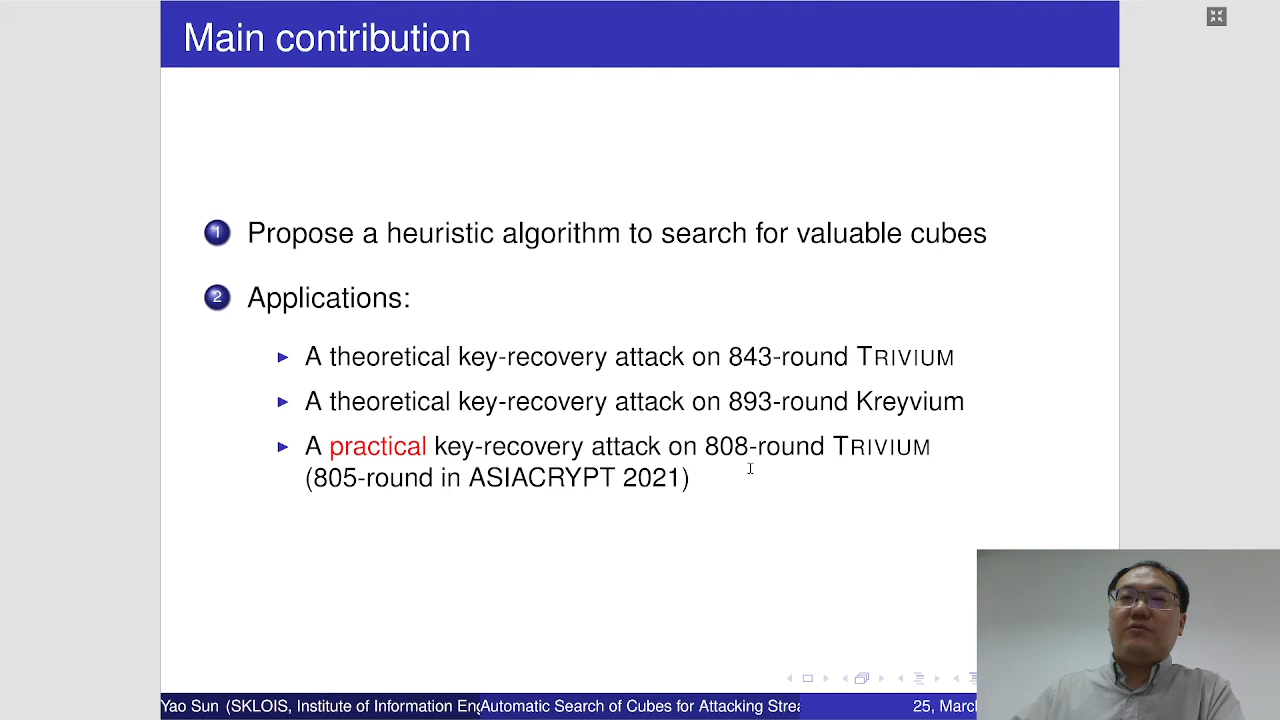 Main contribution
1 Propose a heuristic algorithm to search for valuable cubes
2 Applications:
A theoretical key-recovery attack on 843-round TRIVIUM
A theoretical key-recovery attack on 893-round Kreyvium
A practical key-recovery attack on 808-round TRIVIUM
(805-round in ASIACRYPT 2021)
Yao Sun (SKLOIS, Institute of Information Automatic Search of Cubes for Attacking 25, March